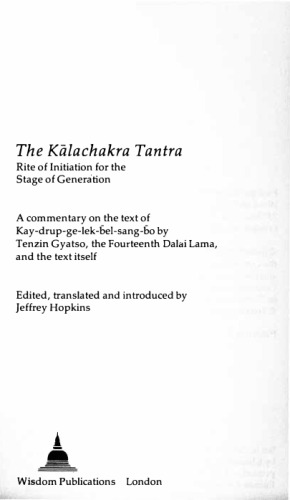 The Kālachakra Tantra
Rite of Initiation for the
Stage of Generation
A commentary on the text of
Kay-drup-ge-lek-ƀel-sang-ƀo by
Tenzin Gyatso, the Fourteenth Dalai Lama,
and the text itself
Edited, translated and introduced by
Jeffrey Hopkins
Wisdom Publications London